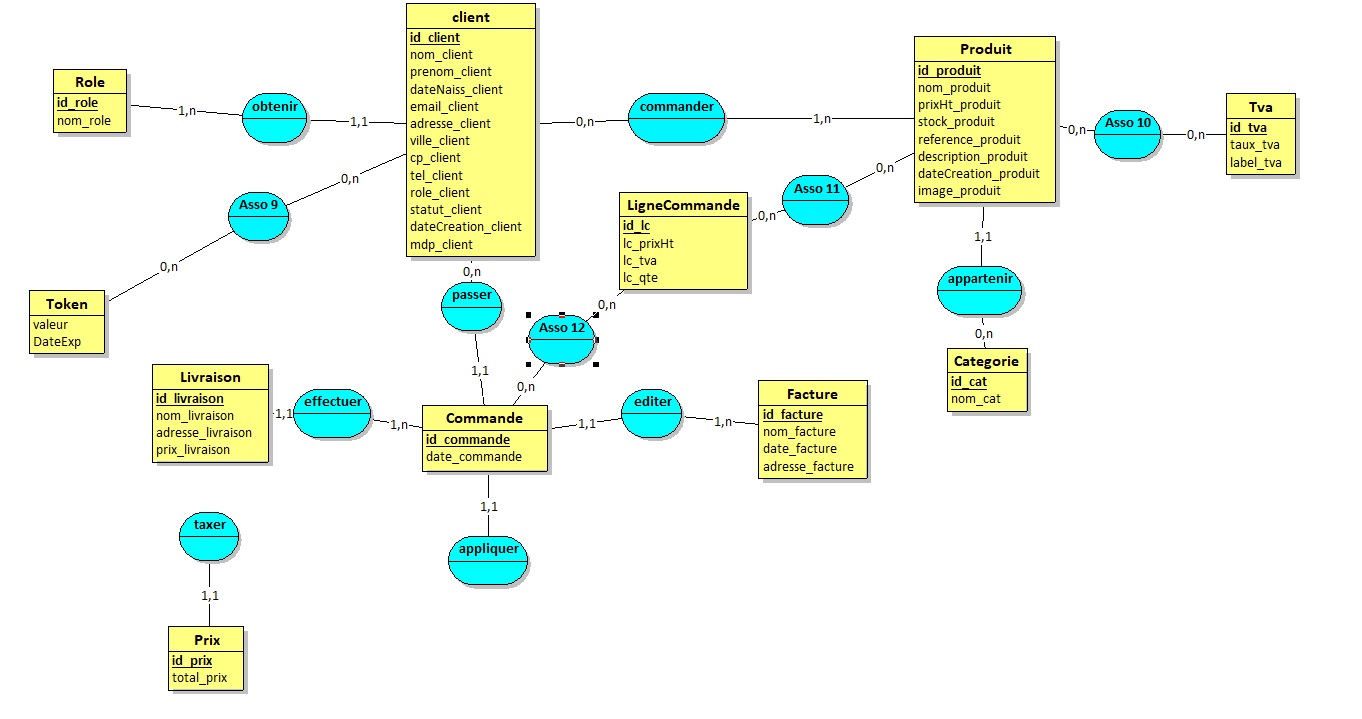 client
id_client
nom_client
prenom_client
dateNaiss_client
email_client
adresse_client
ville_client
cp_client
tel_client
role_client
statut_client
dateCreation_client
mdp_client
Role
id_role
nom_role
1,n
obtenir
1,1
0,n
commander
1,n
Produit
id_produit
nom_produit
prixHt_produit
stock_produit
reference_produit
description_produit
dateCreation_produit
image_produit
0,n
Asso 10
0,n
Tva
id_tva
taux_tva
label_tva
0,n
Asso 9
0,n
Token
valeur
DateExp
0,n
Asso 11
0,n
LigneCommande
id_lc
lc_prixHt
lc_tva
lc_qte
0,n
Asso 12
0,n
0,n
passer
1,1
1,1
appartenir
0,n
Categorie
id_cat
nom_cat
Livraison
id_livraison
nom_livraison
adresse_livraison
prix_livraison
1,1
effectuer
1,n
Commande
id_commande
date_commande
1,1
editer
1,n
Facture
id_facture
nom_facture
date_facture
adresse_facture
1,1
appliquer
taxer
1,1
Prix
id_prix
total_prix